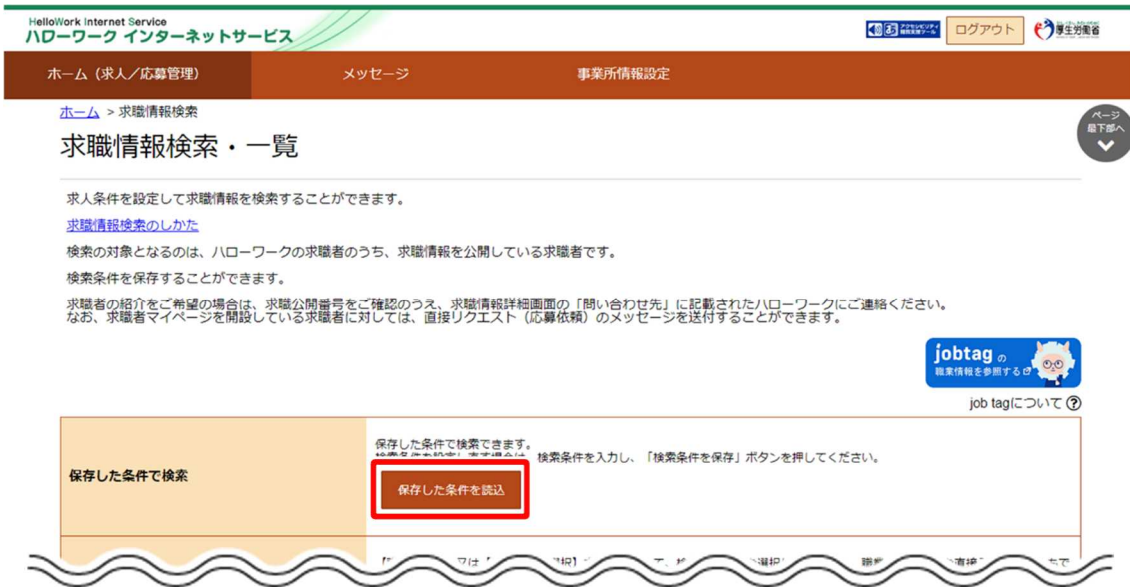 HelloWork Internet Service
ハローワーク インターネットサービス
ログアウト
厚生労働省
ホーム（求人／応募管理） メッセージ 事業所情報設定
ホーム > 求職情報検索
ページ
最下部へ
求職情報検索・一覧
求人条件を設定して求職情報を検索することができます。
求職情報検索のしかた
検索の対象となるのは、ハローワークの求職者のうち、求職情報を公開している求職者です。
検索条件を保存することができます。
求職者の紹介をご希望の場合は、求職公開番号をご確認のうえ、求職情報詳細画面の「問い合わせ先」に記載されたハローワークにご連絡ください。
なお、求職者マイページを開設している求職者に対しては、直接リクエスト（応募依頼）のメッセージを送付することができます。
jobtag の
職業情報を参照する
job tagについて ?
保存した条件で検索
保存した条件で検索できます。
検索条件を設定し直す場合は、検索条件を入力し、「検索条件を保存」ボタンを押してください。
保存した条件を読込